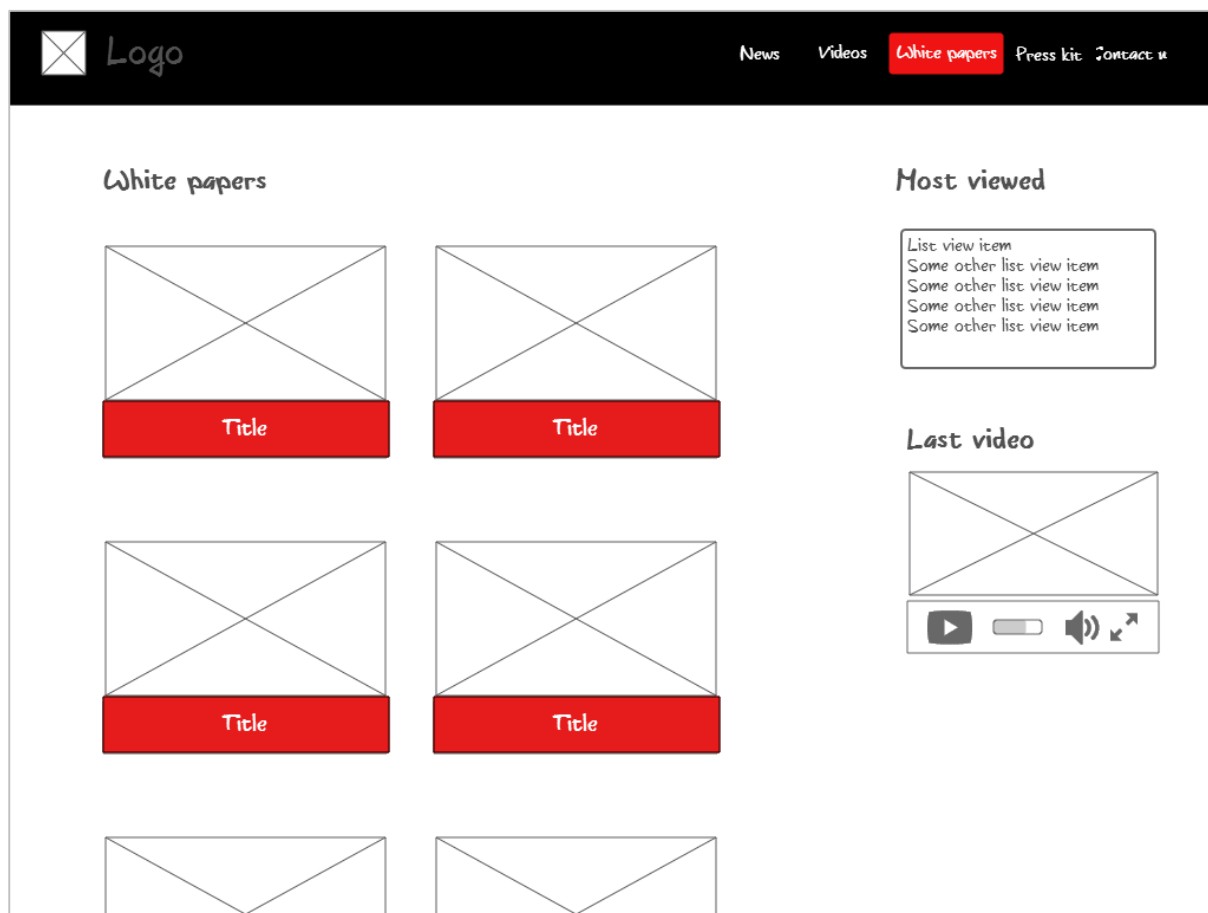 Logo
News Videos White papers Press kit Contact u
White papers
Most viewed
List view item
Some other list view item
Some other list view item
Some other list view item
Some other list view item
Title Title
Last video
Title Title